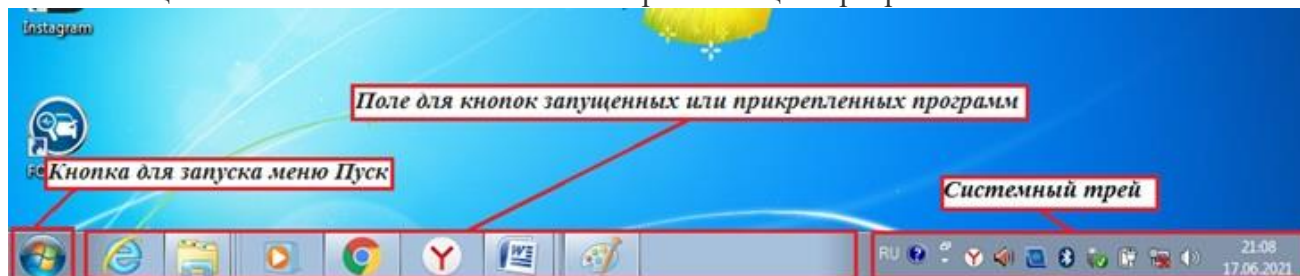 Instagram
Поле для кнопок запущенных или прикрепленных программ
Кнопка для запуска меню Пуск
Системный трей
RU
21:08
17.06.2021